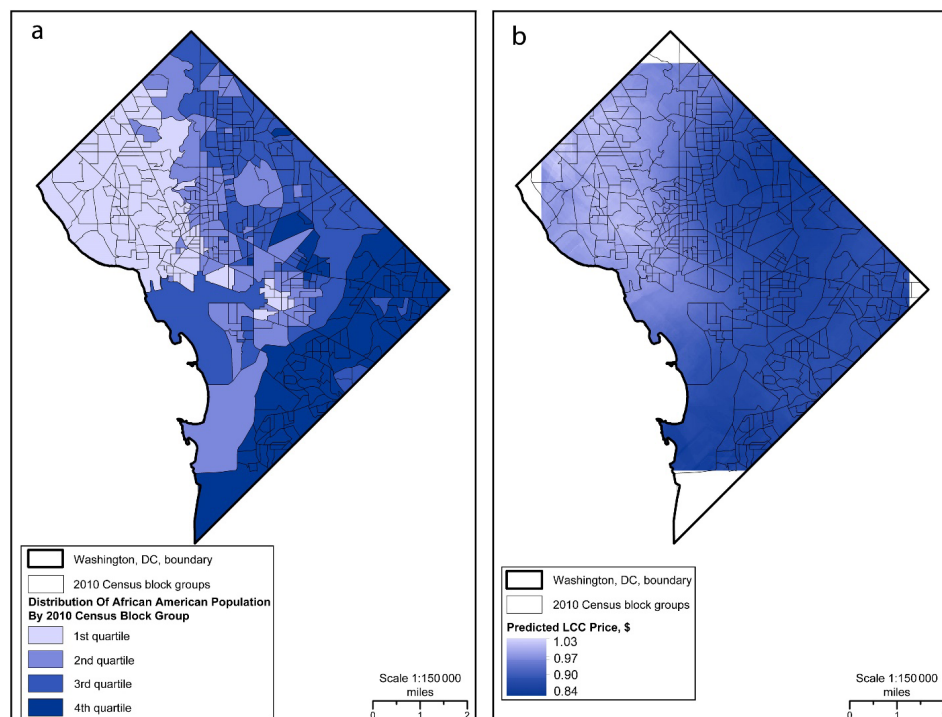 a
Washington, DC, boundary
2010 Census block groups
Distribution Of African American Population
By 2010 Census Block Group
1st quartile
2nd quartile
3rd quartile
4th quartile
Scale 1:150 000
miles
0 1 2
b
Washington, DC, boundary
2010 Census block groups
Predicted LCC Price, $
1.03
0.97
0.90
0.84
Scale 1:150 000
miles
0 1 2